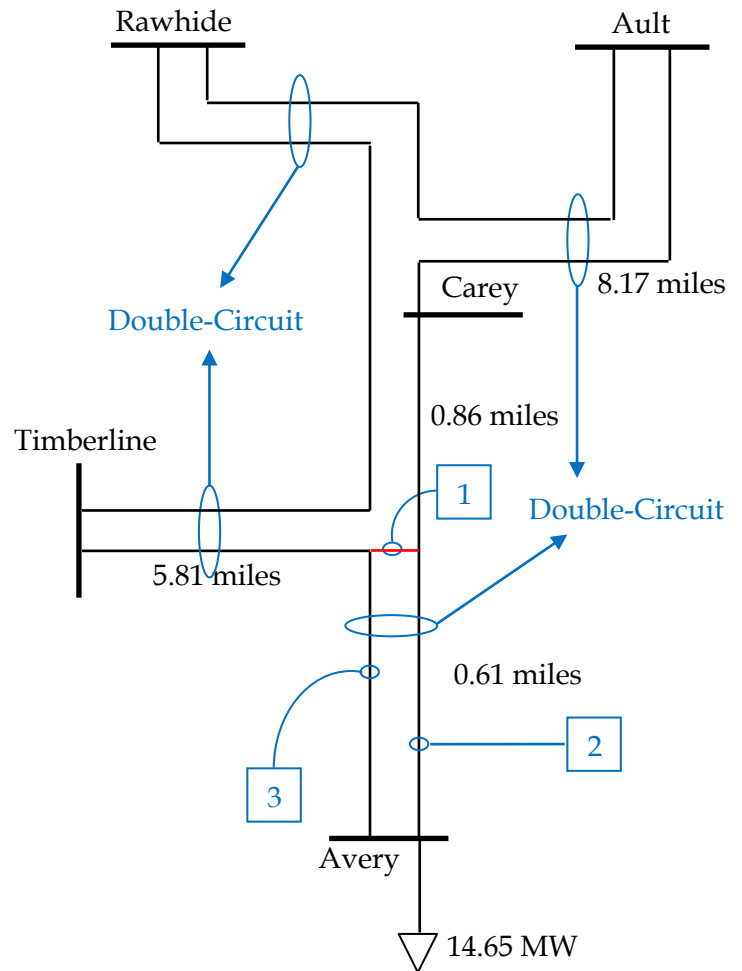 Rawhide
Ault
Carey
8.17 miles
Double-Circuit
0.86 miles
Timberline
1
Double-Circuit
5.81 miles
0.61 miles
2
3
Avery
14.65 MW